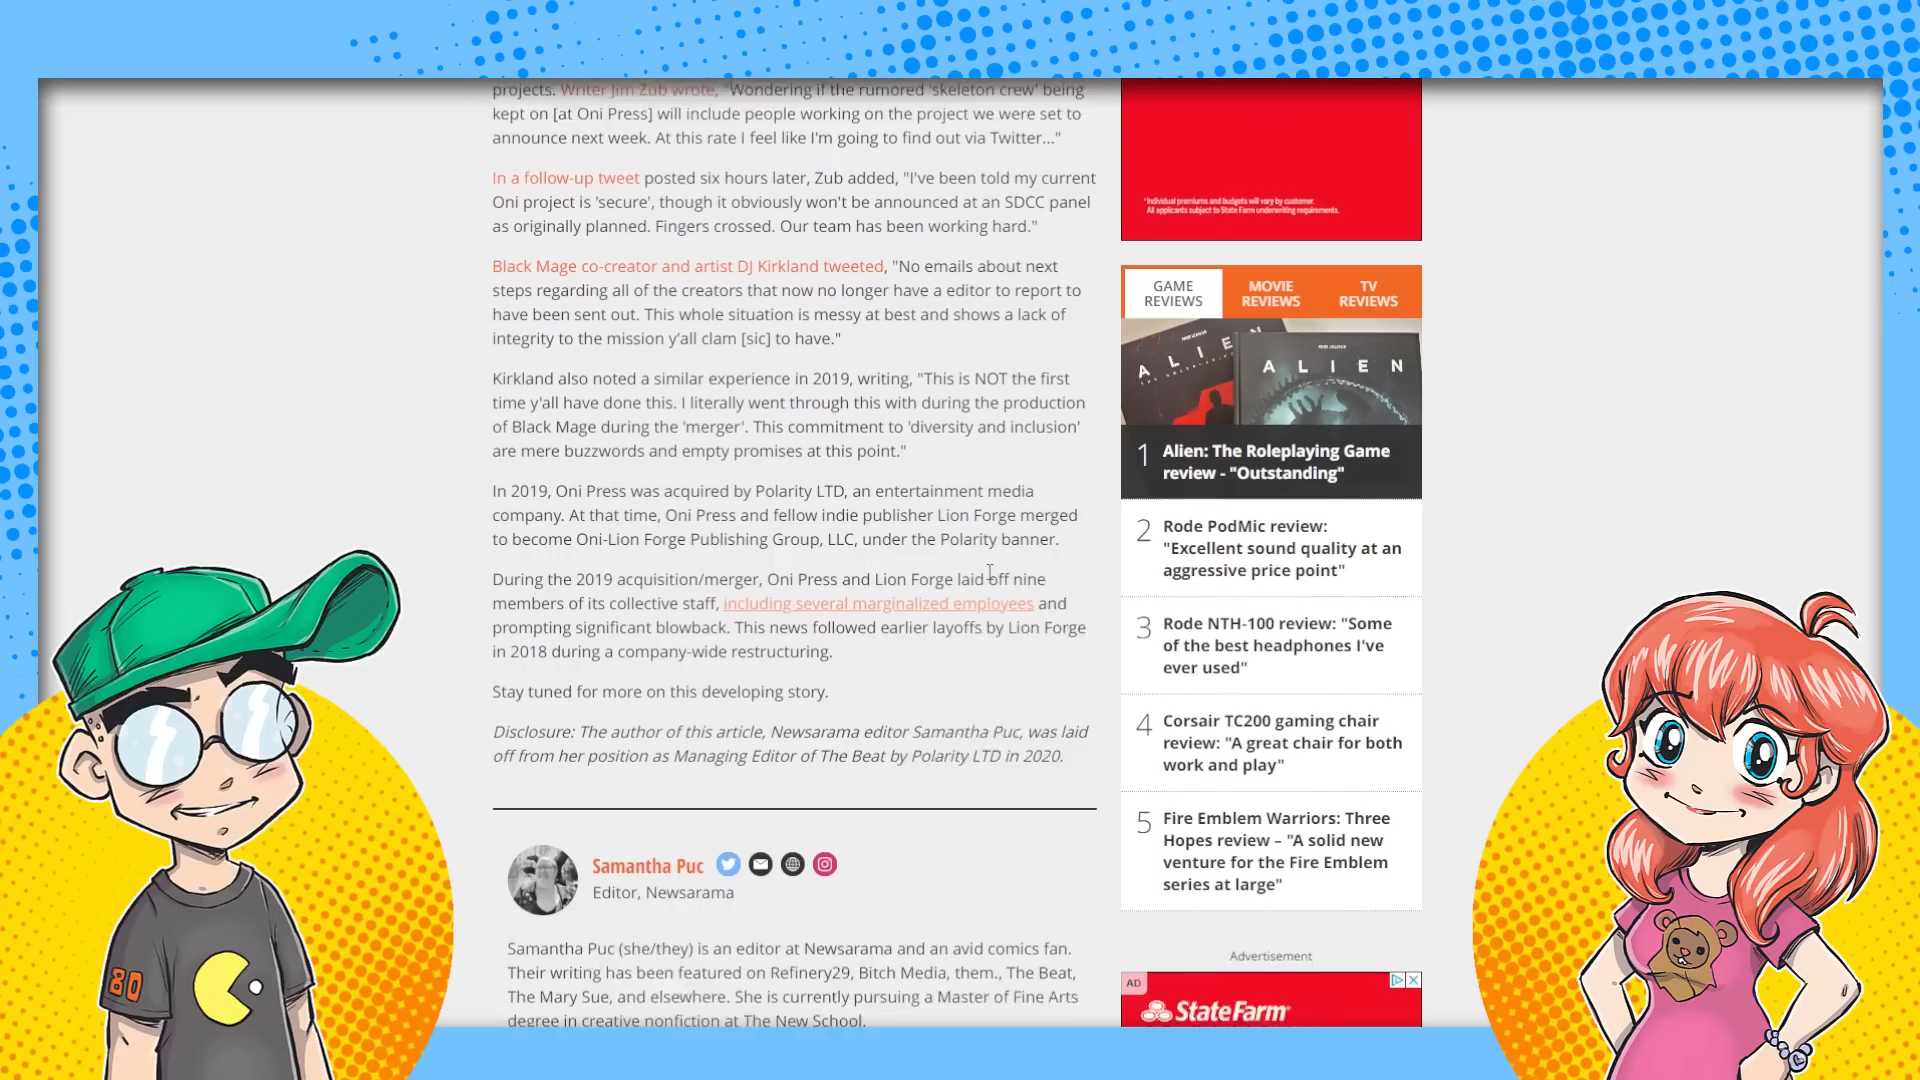 projects. Writer Jim Zub wrote, "Wondering if the rumored 'skeleton crew' being
kept on [at Oni Press] will include people working on the project we were set to
announce next week. At this rate I feel like I'm going to find out via Twitter..."
In a follow-up tweet posted six hours later, Zub added, "I've been told my current
Oni project is 'secure', though it obviously won't be announced at an SDCC panel
as originally planned. Fingers crossed. Our team has been working hard."
Black Mage co-creator and artist DJ Kirkland tweeted, "No emails about next
steps regarding all of the creators that now no longer have a editor to report to
have been sent out. This whole situation is messy at best and shows a lack of
integrity to the mission y'all clam [sic] to have."
Kirkland also noted a similar experience in 2019, writing, "This is NOT the first
time y'all have done this. I literally went through this with during the production
of Black Mage during the 'merger'. This commitment to 'diversity and inclusion'
are mere buzzwords and empty promises at this point."
In 2019, Oni Press was acquired by Polarity LTD, an entertainment media
company. At that time, Oni Press and fellow indie publisher Lion Forge merged
to become Oni-Lion Forge Publishing Group, LLC, under the Polarity banner.
During the 2019 acquisition/merger, Oni Press and Lion Forge laid off nine
members of its collective staff, including several marginalized employees and
prompting significant blowback. This news followed earlier layoffs by Lion Forge
in 2018 during a company-wide restructuring.
Stay tuned for more on this developing story.
Disclosure: The author of this article, Newsarama editor Samantha Puc, was laid
off from her position as Managing Editor of The Beat by Polarity LTD in 2020.
Samantha Puc
Editor, Newsarama
Samantha Puc (she/they) is an editor at Newsarama and an avid comics fan.
Their writing has been featured on Refinery29, Bitch Media, them., The Beat,
The Mary Sue, and elsewhere. She is currently pursuing a Master of Fine Arts
degree in creative nonfiction at The New School.
*Individual premiums and budgets will vary by customer.
All applicants subject to State Farm underwriting requirements.
GAME
REVIEWS
MOVIE
REVIEWS
TV
REVIEWS
ALIEN
ALIEN
1 Alien: The Roleplaying Game
review - "Outstanding"
2 Rode PodMic review:
"Excellent sound quality at an
aggressive price point"
3 Rode NTH-100 review: "Some
of the best headphones I've
ever used"
4 Corsair TC200 gaming chair
review: "A great chair for both
work and play"
5 Fire Emblem Warriors: Three
Hopes review – "A solid new
venture for the Fire Emblem
series at large"
Advertisement
AD
StateFarm
80